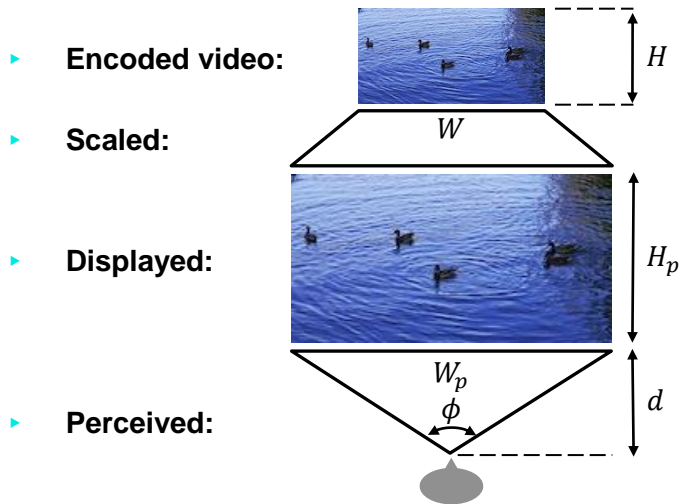 Encoded video:
H
Scaled:
W
Displayed:
H_p
W_p
d
ϕ
Perceived: